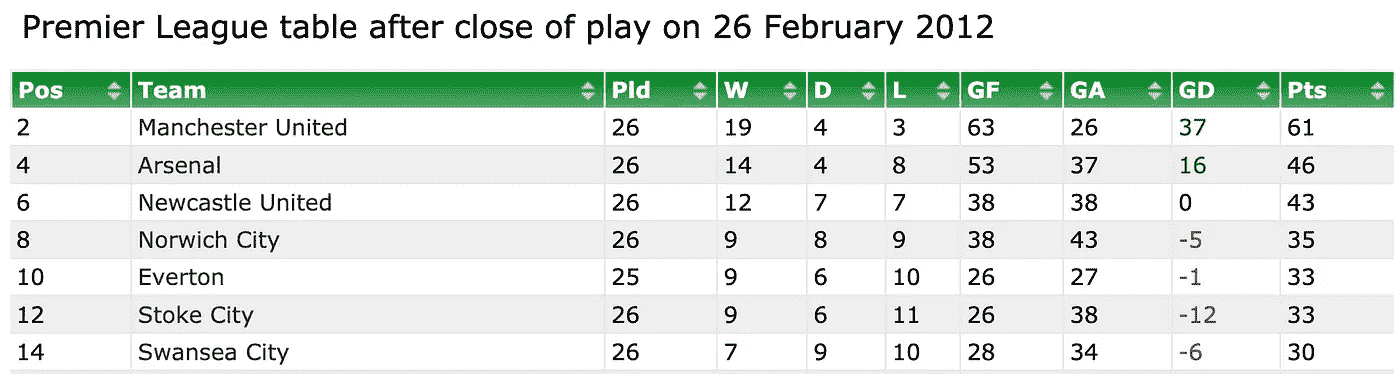 Premier League table after close of play on 26 February 2012
Pos Team Pld W D L GF GA GD Pts
2 Manchester United 26 19 4 3 63 26 37 61
4 Arsenal 26 14 4 8 53 37 16 46
6 Newcastle United 26 12 7 7 38 38 0 43
8 Norwich City 26 9 8 9 38 43 -5 35
10 Everton 25 9 6 10 26 27 -1 33
12 Stoke City 26 9 6 11 26 38 -12 33
14 Swansea City 26 7 9 10 28 34 -6 30